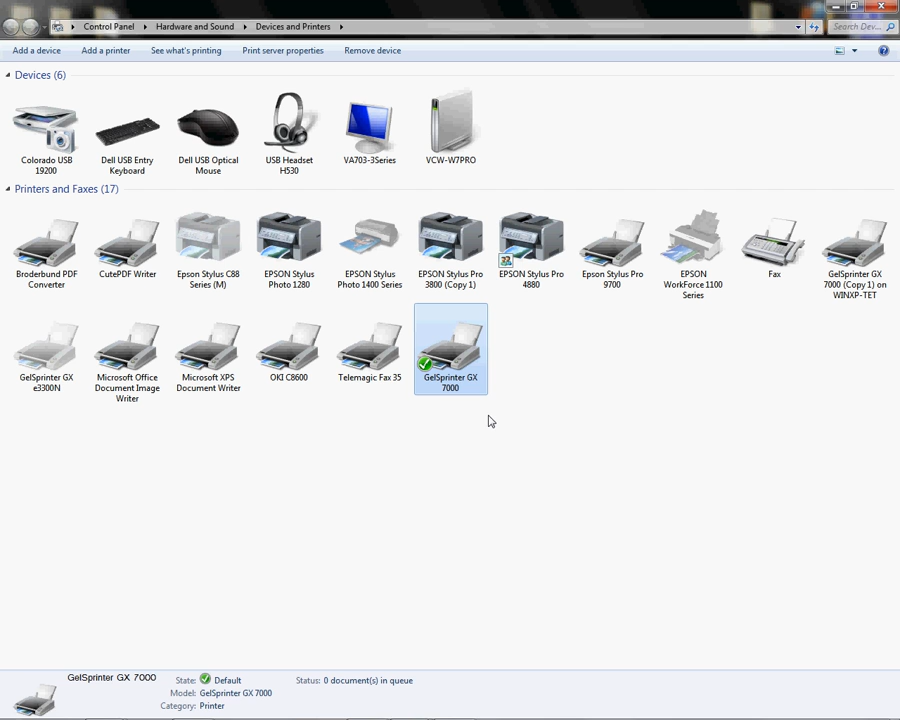 Control Panel Hardware and Sound Devices and Printers Search Dev...
Add a device Add a printer See what's printing Print server properties Remove device
Devices (6)
Colorado USB
19200
Dell USB Entry
Keyboard
Dell USB Optical
Mouse
USB Headset
H530
VA703-3Series
VCW-W7PRO
Printers and Faxes (17)
Broderbund PDF
Converter
CutePDF Writer
Epson Stylus C88
Series (M)
EPSON Stylus
Photo 1280
EPSON Stylus
Photo 1400 Series
EPSON Stylus Pro
3800 (Copy 1)
EPSON Stylus Pro
4880
Epson Stylus Pro
9700
EPSON
WorkForce 1100
Series
Fax
GelSprinter GX
7000 (Copy 1) on
WINXP-TET
GelSprinter GX
e3300N
Microsoft Office
Document Image
Writer
Microsoft XPS
Document Writer
OKI C8600
Telemagic Fax 35
GelSprinter GX
7000
GelSprinter GX 7000
State: Default
Status: 0 document(s) in queue
Model: GelSprinter GX 7000
Category: Printer